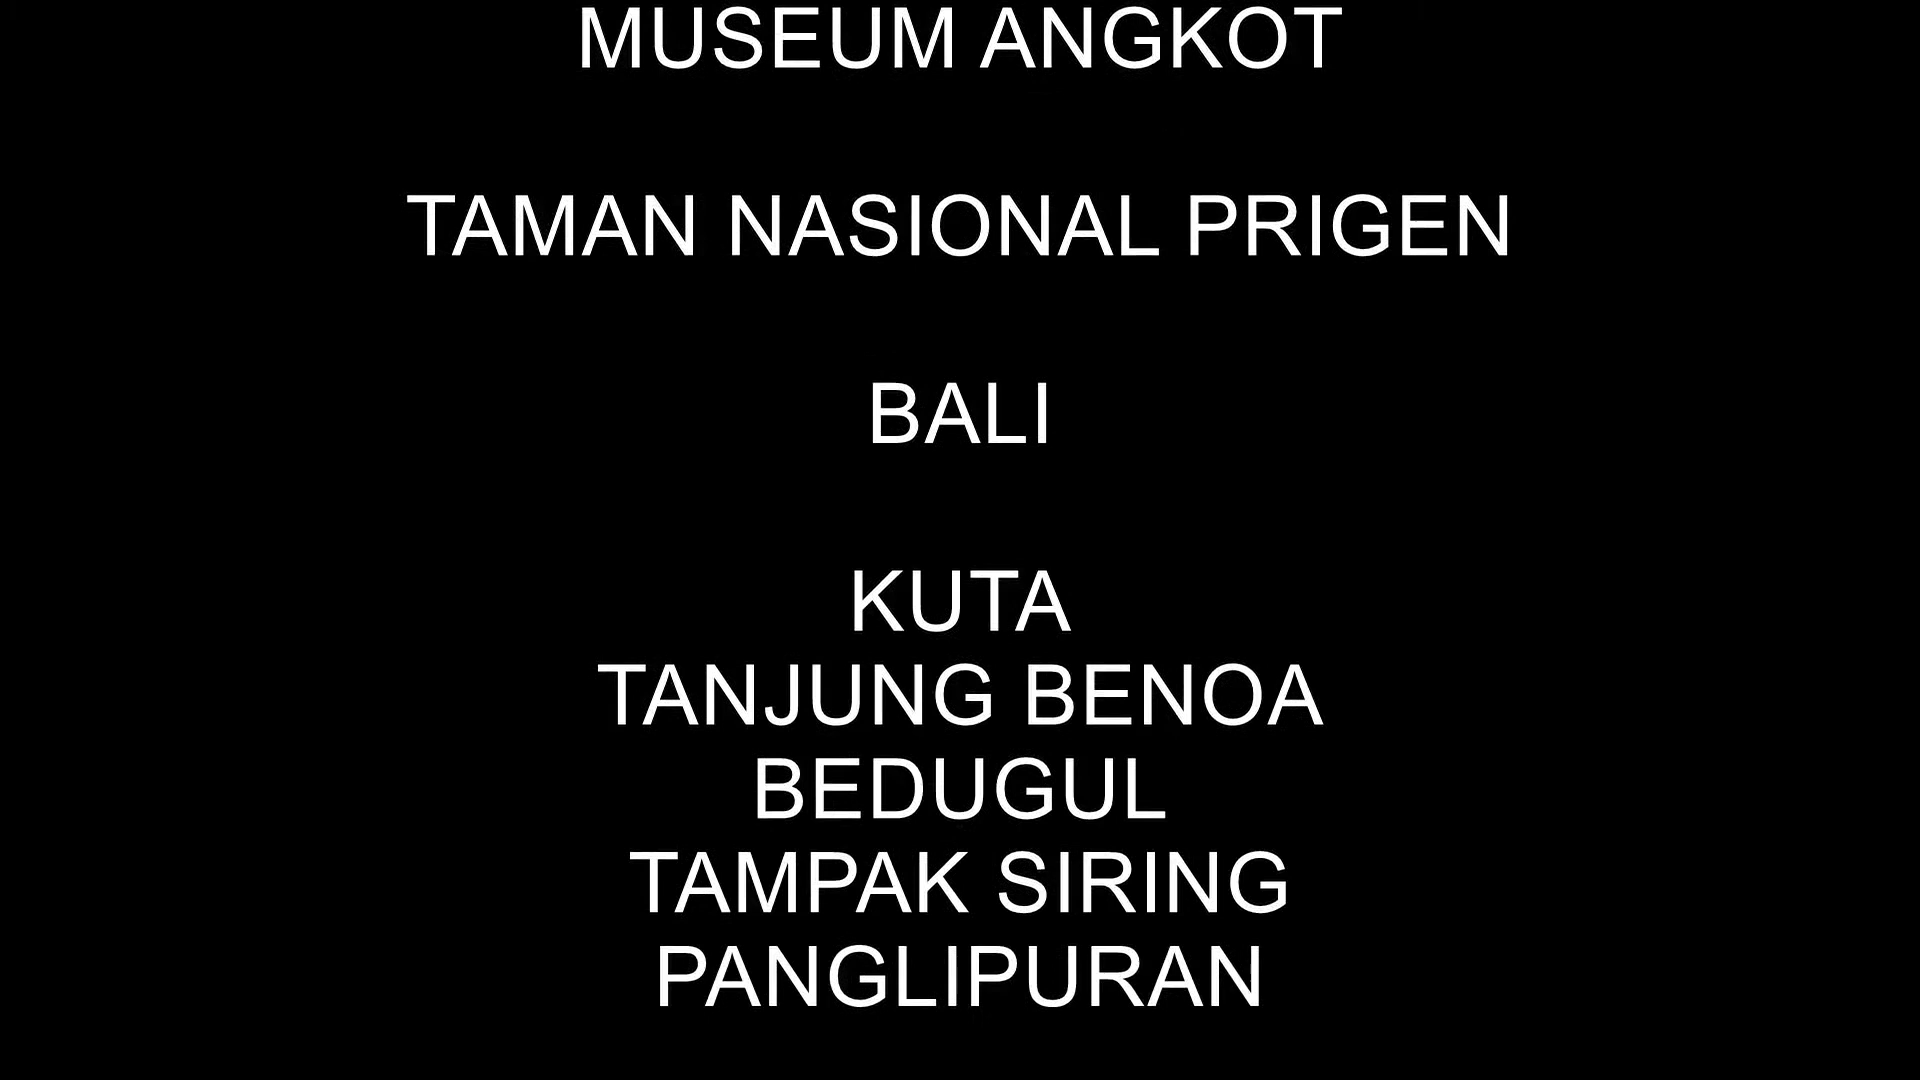 MUSEUM ANGKOT
TAMAN NASIONAL PRIGEN
BALI
KUTA
TANJUNG BENOA
BEDUGUL
TAMPAK SIRING
PANGLIPURAN